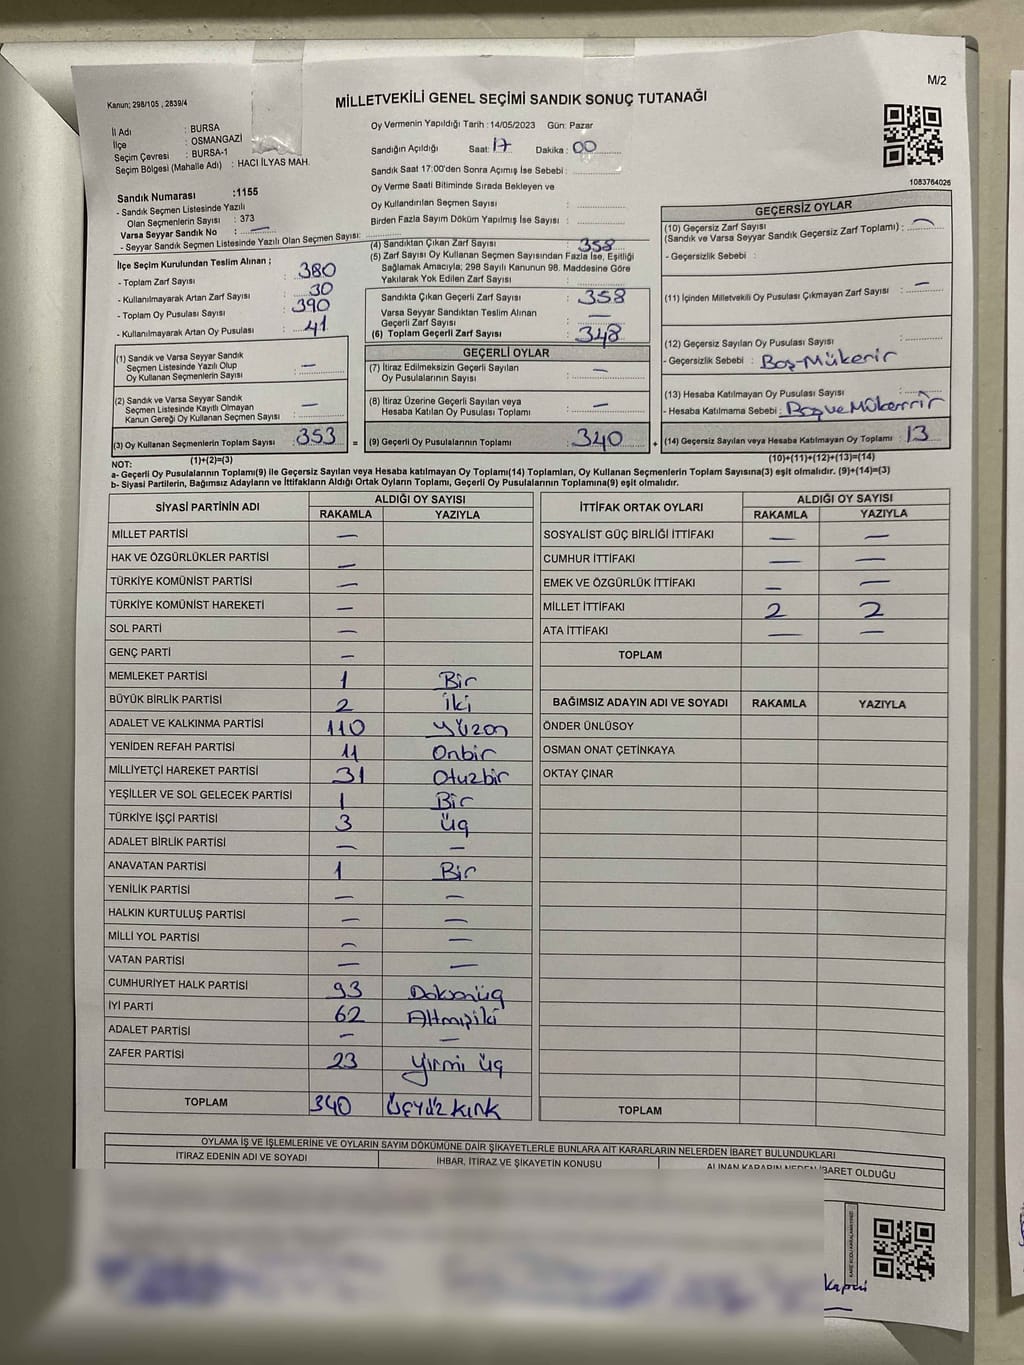 M/2
Kanun; 298/105 , 2839/4
MİLLETVEKİLİ GENEL SEÇİMİ SANDIK SONUÇ TUTANAĞI
İl Adı : BURSA
İlçe : OSMANGAZİ
Seçim Çevresi : BURSA-1
Seçim Bölgesi (Mahalle Adı) : HACI İLYAS MAH.
Oy Vermenin Yapıldığı Tarih : 14/05/2023 Gün: Pazar
Sandığın Açıldığı Saat: 17 Dakika: 00
Sandık Saat 17:00'den Sonra Açımış İse Sebebi :
Oy Verme Saati Bitiminde Sırada Bekleyen ve
Oy Kullandırılan Seçmen Sayısı :
Birden Fazla Sayım Döküm Yapılmış İse Sayısı :
1083764026
Sandık Numarası :1155
- Sandık Seçmen Listesinde Yazılı
Olan Seçmenlerin Sayısı : 373
Varsa Seyyar Sandık No : —
- Seyyar Sandık Seçmen Listesinde Yazılı Olan Seçmen Sayısı:
İlçe Seçim Kurulundan Teslim Alınan ;
- Toplam Zarf Sayısı : 380
- Kullanılmayarak Artan Zarf Sayısı : 30
- Toplam Oy Pusulası Sayısı : 390
- Kullanılmayarak Artan Oy Pusulası : 41
(1) Sandık ve Varsa Seyyar Sandık
Seçmen Listesinde Yazılı Olup
Oy Kullanan Seçmenlerin Sayısı : —
(2) Sandık ve Varsa Seyyar Sandık
Seçmen Listesinde Kayıtlı Olmayan
Kanun Gereği Oy Kullanan Seçmen Sayısı : —
(3) Oy Kullanan Seçmenlerin Toplam Sayısı : 353 =
(4) Sandıktan Çıkan Zarf Sayısı : 358
(5) Zarf Sayısı Oy Kullanan Seçmen Sayısından Fazla İse, Eşitliği
Sağlamak Amacıyla; 298 Sayılı Kanunun 98. Maddesine Göre
Yakılarak Yok Edilen Zarf Sayısı :
Sandıkta Çıkan Geçerli Zarf Sayısı : 358
Varsa Seyyar Sandıktan Teslim Alınan
Geçerli Zarf Sayısı : —
(6) Toplam Geçerli Zarf Sayısı : 348
GEÇERLİ OYLAR
(7) İtiraz Edilmeksizin Geçerli Sayılan
Oy Pusulalarının Sayısı : —
(8) İtiraz Üzerine Geçerli Sayılan veya
Hesaba Katılan Oy Pusulası Toplamı : —
(9) Geçerli Oy Pusulalarının Toplamı : 340 +
GEÇERSİZ OYLAR
(10) Geçersiz Zarf Sayısı
(Sandık ve Varsa Seyyar Sandık Geçersiz Zarf Toplamı) : —
- Geçersizlik Sebebi :
(11) İçinden Milletvekili Oy Pusulası Çıkmayan Zarf Sayısı : —
(12) Geçersiz Sayılan Oy Pusulası Sayısı :
- Geçersizlik Sebebi : Boş-Mükerir
(13) Hesaba Katılmayan Oy Pusulası Sayısı :
- Hesaba Katılmama Sebebi : Boş ve Mükerrir
(14) Geçersiz Sayılan veya Hesaba Katılmayan Oy Toplamı : 13
NOT: (1)+(2)=(3) (10)+(11)+(12)+(13)=(14)
a- Geçerli Oy Pusulalarının Toplamı(9) ile Geçersiz Sayılan veya Hesaba katılmayan Oy Toplamı(14) Toplamları, Oy Kullanan Seçmenlerin Toplam Sayısına(3) eşit olmalıdır. (9)+(14)=(3)
b- Siyasi Partilerin, Bağımsız Adayların ve İttifakların Aldığı Ortak Oyların Toplamı, Geçerli Oy Pusulalarının Toplamına(9) eşit olmalıdır.
SİYASİ PARTİNİN ADI ALDIĞI OY SAYISI
RAKAMLA YAZIYLA
MİLLET PARTİSİ —
HAK VE ÖZGÜRLÜKLER PARTİSİ —
TÜRKİYE KOMÜNİST PARTİSİ —
TÜRKİYE KOMÜNİST HAREKETİ —
SOL PARTİ —
GENÇ PARTİ —
MEMLEKET PARTİSİ 1 Bir
BÜYÜK BİRLİK PARTİSİ 2 İki
ADALET VE KALKINMA PARTİSİ 110 Yüzon
YENİDEN REFAH PARTİSİ 11 Onbir
MİLLİYETÇİ HAREKET PARTİSİ 31 Otuzbir
YEŞİLLER VE SOL GELECEK PARTİSİ 1 Bir
TÜRKİYE İŞÇİ PARTİSİ 3 üç
ADALET BİRLİK PARTİSİ — —
ANAVATAN PARTİSİ 1 Bir
YENİLİK PARTİSİ — —
HALKIN KURTULUŞ PARTİSİ — —
MİLLİ YOL PARTİSİ — —
VATAN PARTİSİ — —
CUMHURİYET HALK PARTİSİ 93 Doksanüç
İYİ PARTİ 62 Altmışiki
ADALET PARTİSİ — —
ZAFER PARTİSİ 23 Yirmi üç
TOPLAM 340 Üçyüz kırk
İTTİFAK ORTAK OYLARI ALDIĞI OY SAYISI
RAKAMLA YAZIYLA
SOSYALİST GÜÇ BİRLİĞİ İTTİFAKI — —
CUMHUR İTTİFAKI — —
EMEK VE ÖZGÜRLÜK İTTİFAKI — —
MİLLET İTTİFAKI 2 2
ATA İTTİFAKI — —
TOPLAM
BAĞIMSIZ ADAYIN ADI VE SOYADI RAKAMLA YAZIYLA
ÖNDER ÜNLÜSOY
OSMAN ONAT ÇETİNKAYA
OKTAY ÇINAR
TOPLAM
OYLAMA İŞ VE İŞLEMLERİNE VE OYLARIN SAYIM DÖKÜMÜNE DAİR ŞİKAYETLERLE BUNLARA AİT KARARLARIN NELERDEN İBARET BULUNDUKLARI
İTİRAZ EDENİN ADI VE SOYADI İHBAR, İTİRAZ VE ŞİKAYETİN KONUSU ALINAN KARARIN NEDEN İBARET OLDUĞU